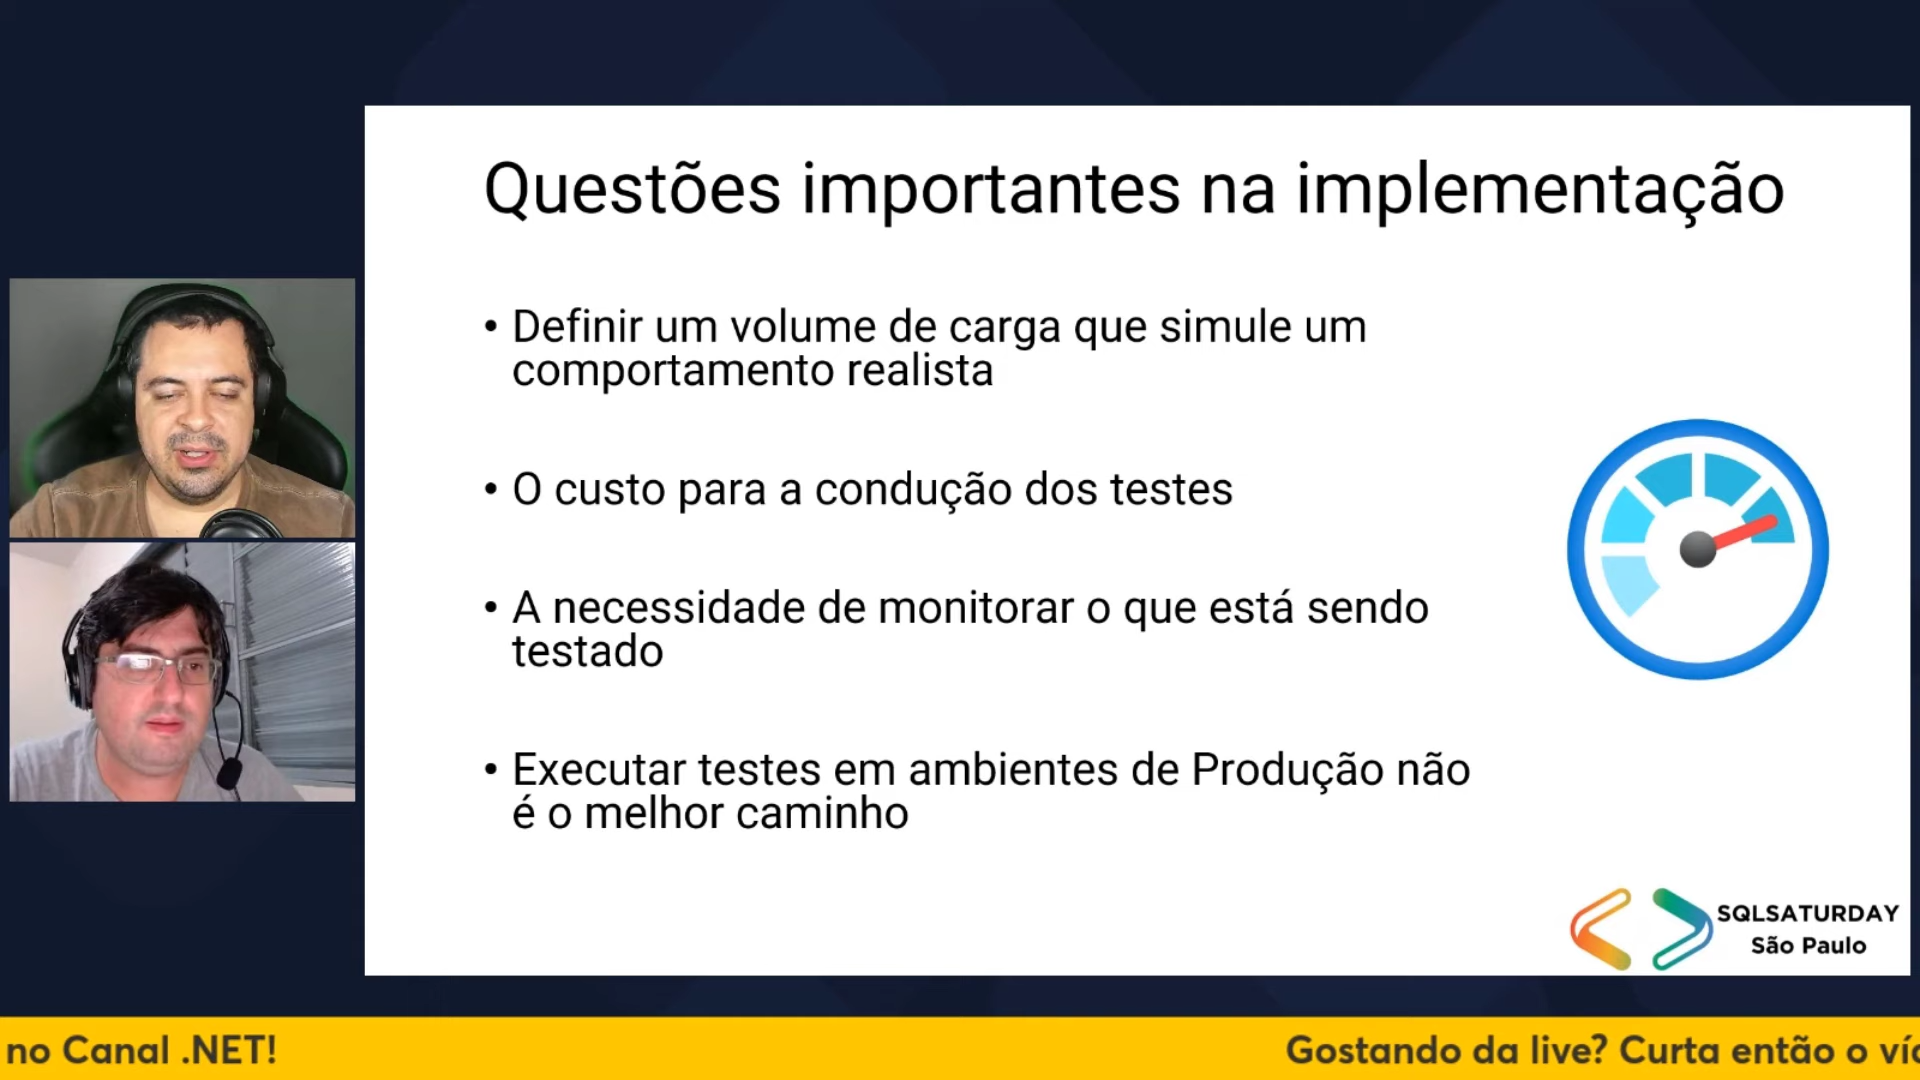 Questões importantes na implementação
• Definir um volume de carga que simule um
comportamento realista
• O custo para a condução dos testes
• A necessidade de monitorar o que está sendo
testado
• Executar testes em ambientes de Produção não
é o melhor caminho
SQLSATURDAY
São Paulo
no Canal .NET!
Gostando da live? Curta então o